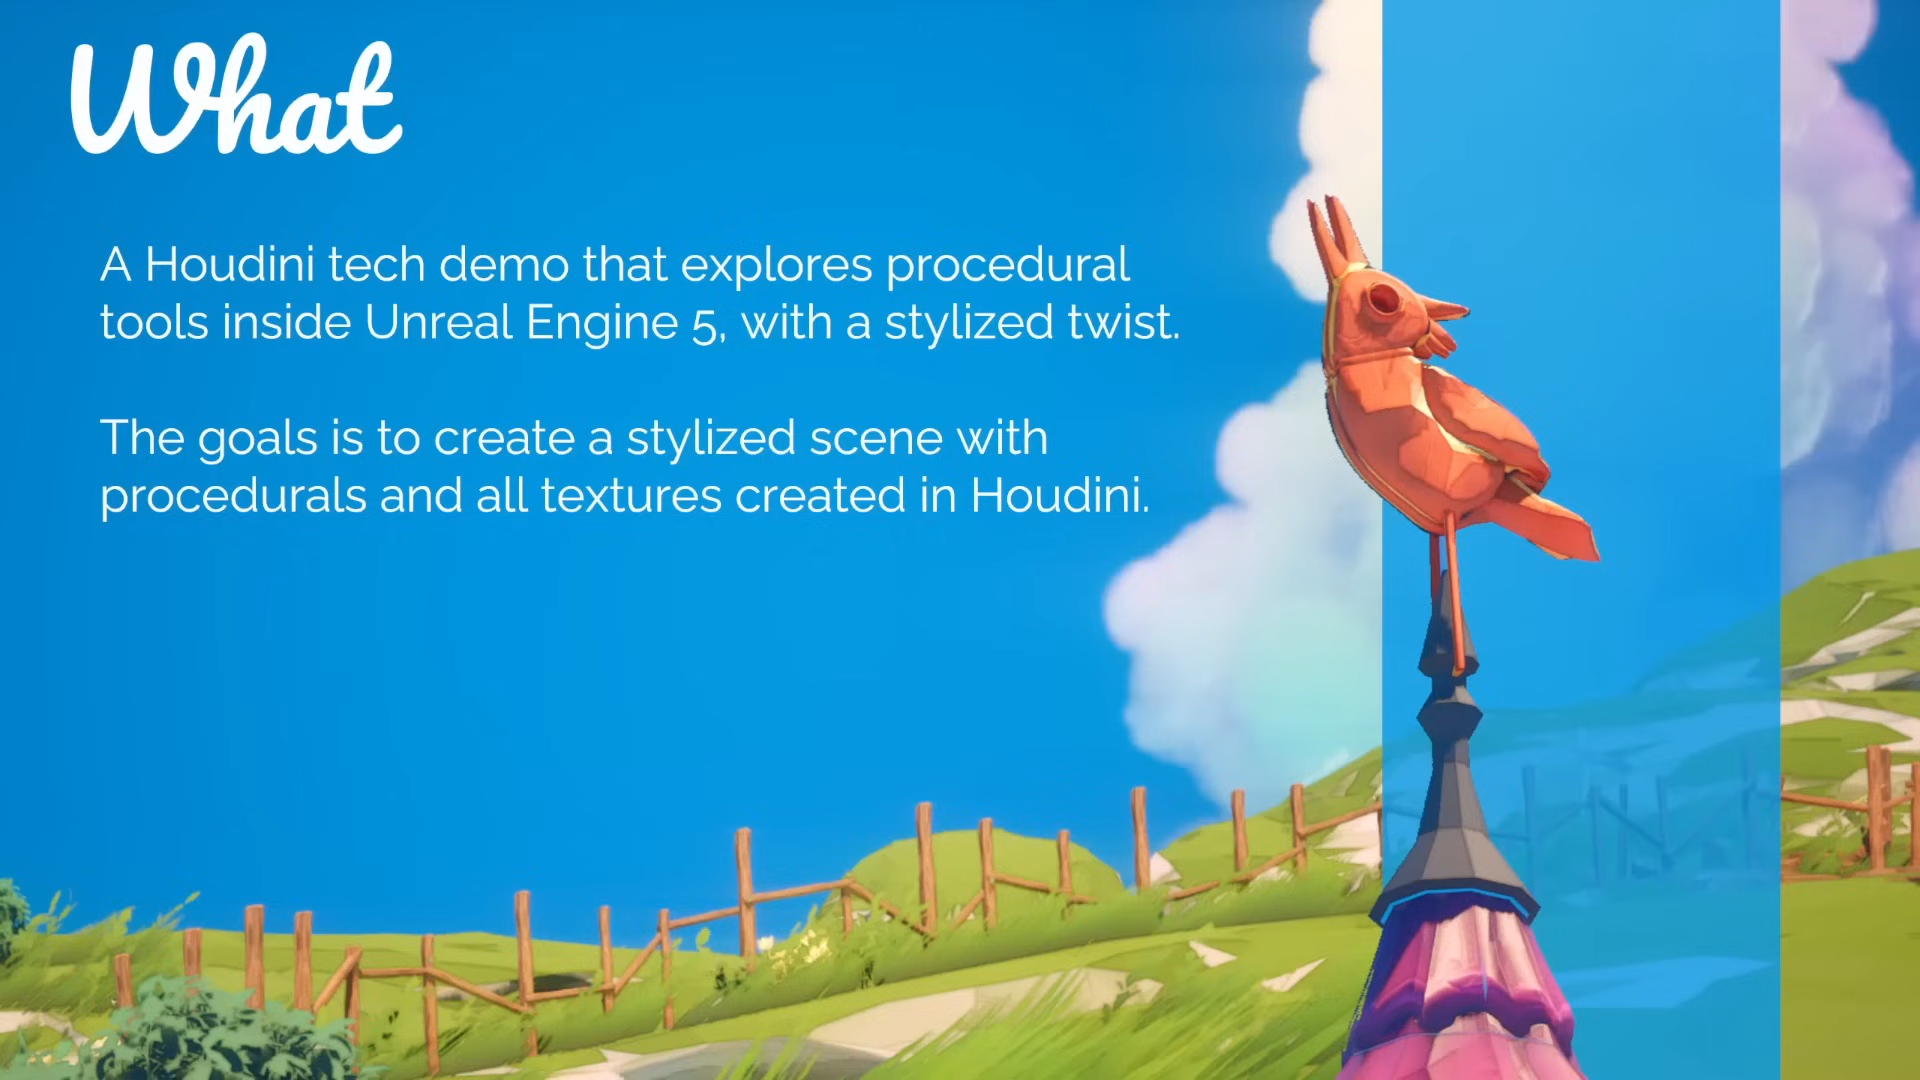 What
A Houdini tech demo that explores procedural
tools inside Unreal Engine 5, with a stylized twist.
The goals is to create a stylized scene with
procedurals and all textures created in Houdini.